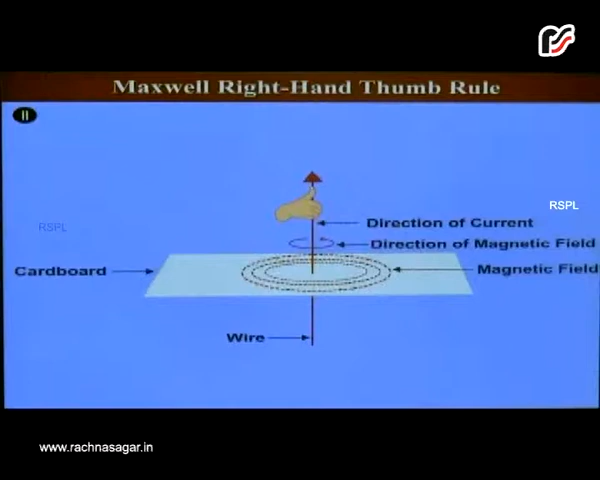 Maxwell Right-Hand Thumb Rule
RSPL
RSPL
Direction of Current
Direction of Magnetic Field
Cardboard
Magnetic Field
Wire
www.rachnasagar.in